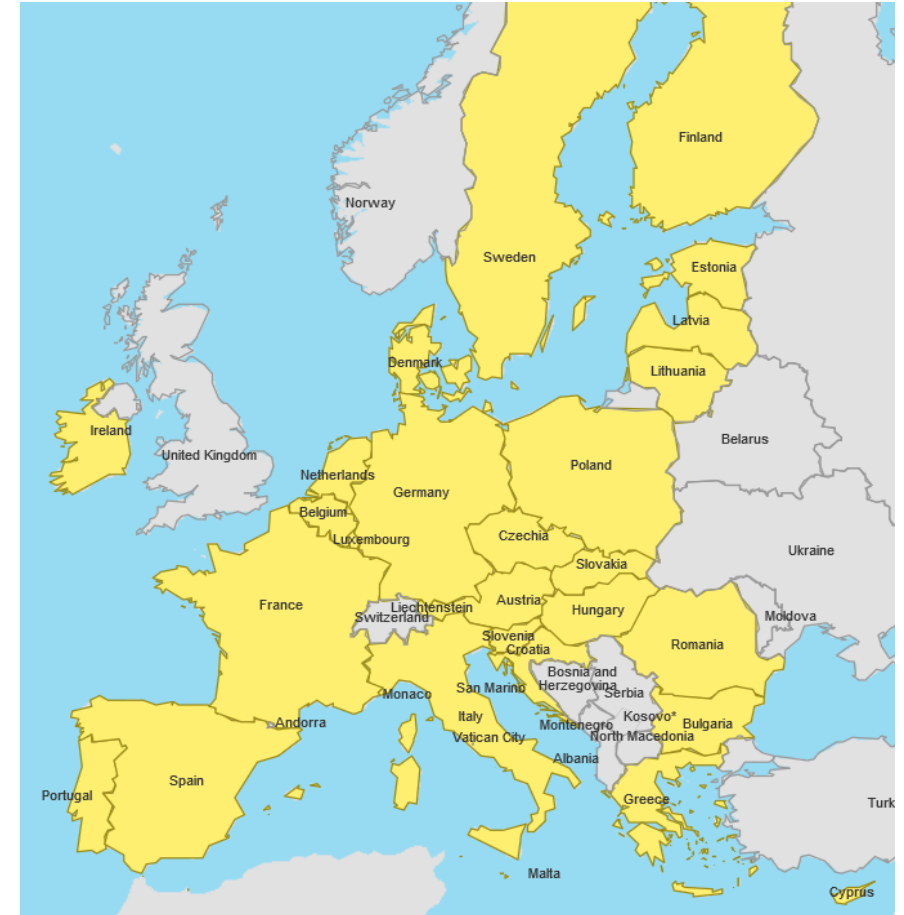 Finland
Norway
Sweden
Estonia
Latvia
Denmark
Lithuania
Ireland
Belarus
United Kingdom
Poland
Netherlands
Germany
Belgium
Czechia
Luxembourg
Ukraine
Slovakia
Austria
France
Liechtenstein
Hungary
Switzerland
Moldova
Slovenia
Romania
Croatia
Bosnia and
Herzegovina
San Marino
Serbia
Monaco
Italy
Kosovo*
Andorra
Montenegro
Bulgaria
Vatican City
North Macedonia
Albania
Spain
Portugal
Greece
Turk
Malta
Cyprus